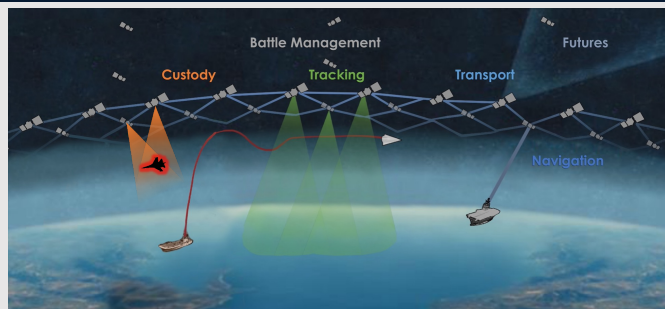 Battle Management
Futures
Custody
Tracking
Transport
Navigation